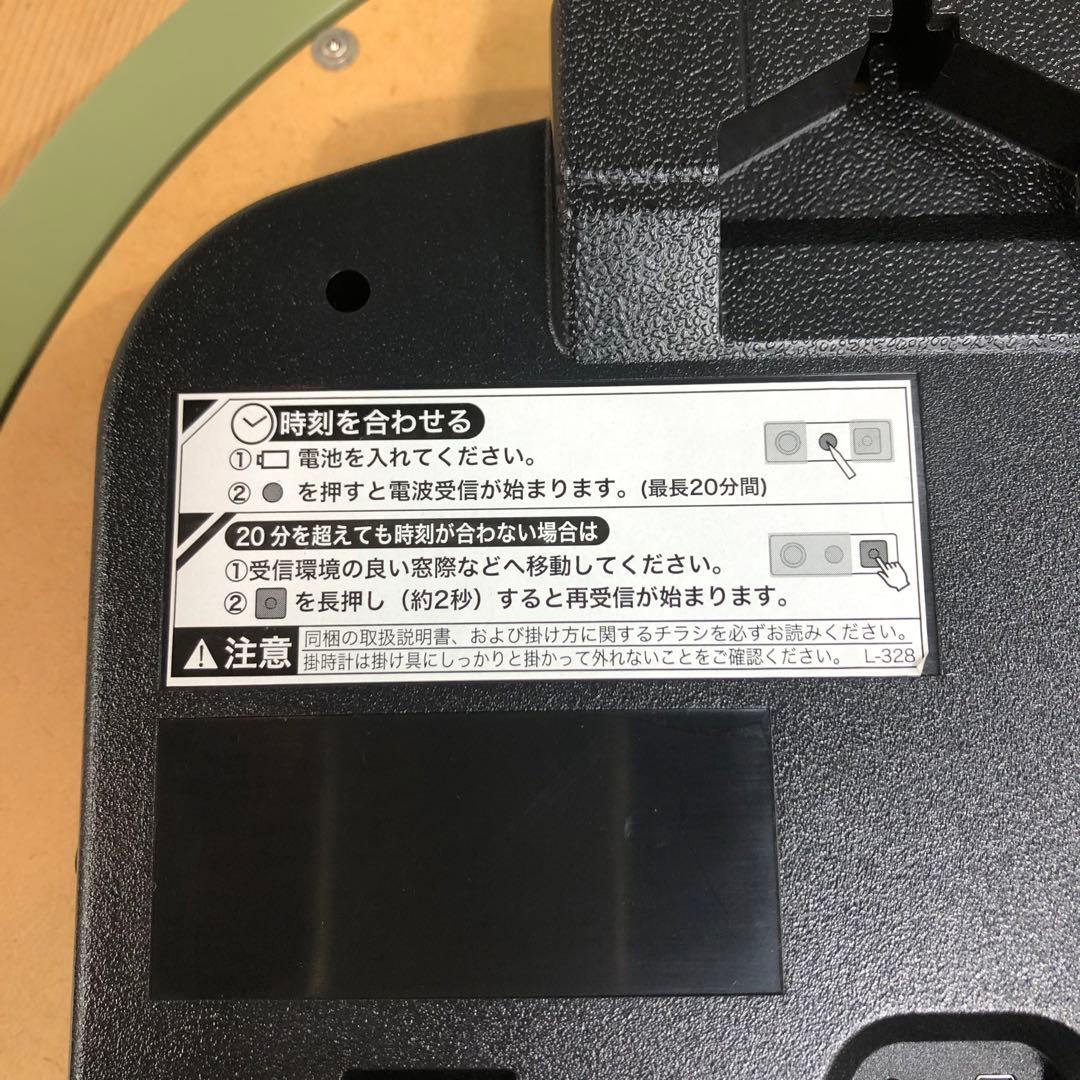 時刻を合わせる
① 電池を入れてください。
② ● を押すと電波受信が始まります。(最長20分間)
20分を超えても時刻が合わない場合は
①受信環境の良い窓際などへ移動してください。
② を長押し（約2秒）すると再受信が始まります。
注意
同梱の取扱説明書、および掛け方に関するチラシを必ずお読みください。
掛時計は掛け具にしっかりと掛かって外れないことをご確認ください。 L-328